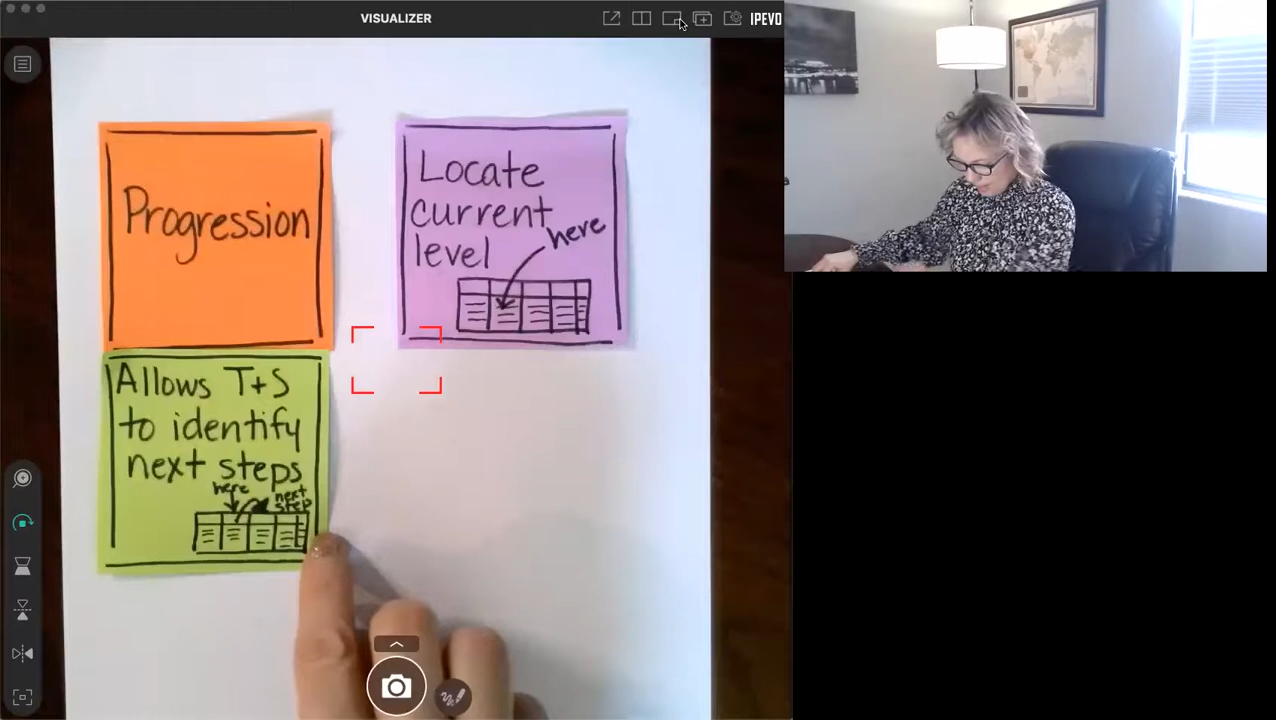 VISUALIZER
IPEVO
Progression
Locate
current
level
here
Allows T+S
to identify
next steps
here
next
step